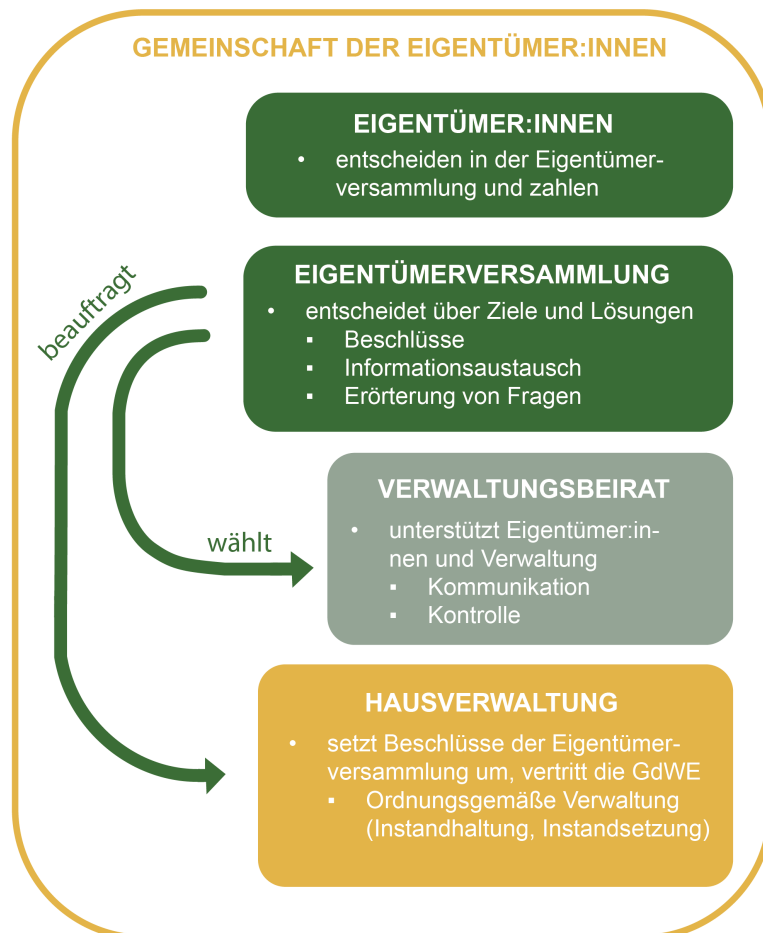 GEMEINSCHAFT DER EIGENTÜMER:INNEN
EIGENTÜMER:INNEN
• entscheiden in der Eigentümer-
versammlung und zahlen
beauftragt
EIGENTÜMERVERSAMMLUNG
• entscheidet über Ziele und Lösungen
▪ Beschlüsse
▪ Informationsaustausch
▪ Erörterung von Fragen
wählt
VERWALTUNGSBEIRAT
• unterstützt Eigentümer:in-
nen und Verwaltung
▪ Kommunikation
▪ Kontrolle
HAUSVERWALTUNG
• setzt Beschlüsse der Eigentümer-
versammlung um, vertritt die GdWE
▪ Ordnungsgemäße Verwaltung
(Instandhaltung, Instandsetzung)